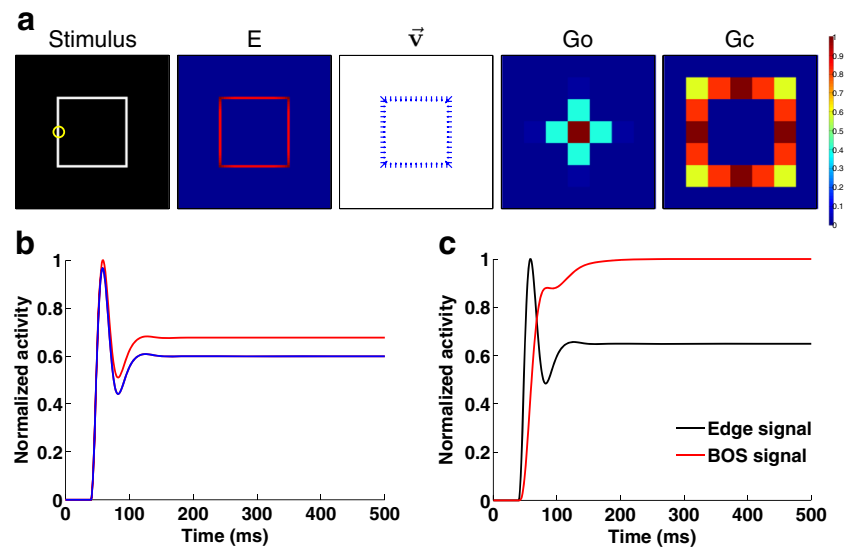 a
Stimulus
E
v⃗
Go
Gc
1
0.9
0.8
0.7
0.6
0.5
0.4
0.3
0.2
0.1
0
b
Normalized activity
1
0.8
0.6
0.4
0.2
0
0 100 200 300 400 500
Time (ms)
c
Normalized activity
1
0.8
0.6
0.4
0.2
0
Edge signal
BOS signal
0 100 200 300 400 500
Time (ms)